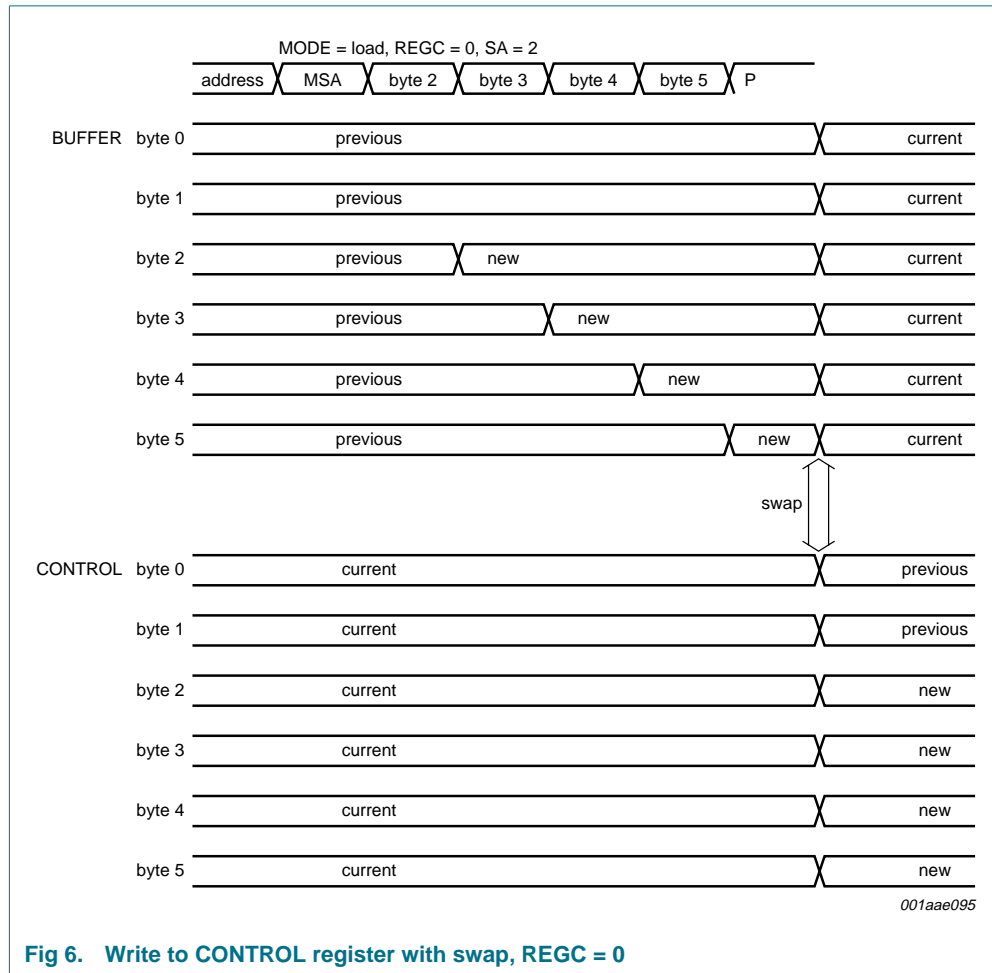 MODE = load, REGC = 0, SA = 2
address MSA byte 2 byte 3 byte 4 byte 5 P
BUFFER byte 0 previous current
byte 1 previous current
byte 2 previous new current
byte 3 previous new current
byte 4 previous new current
byte 5 previous new current
swap
CONTROL byte 0 current previous
byte 1 current previous
byte 2 current new
byte 3 current new
byte 4 current new
byte 5 current new
001aae095
Fig 6. Write to CONTROL register with swap, REGC = 0